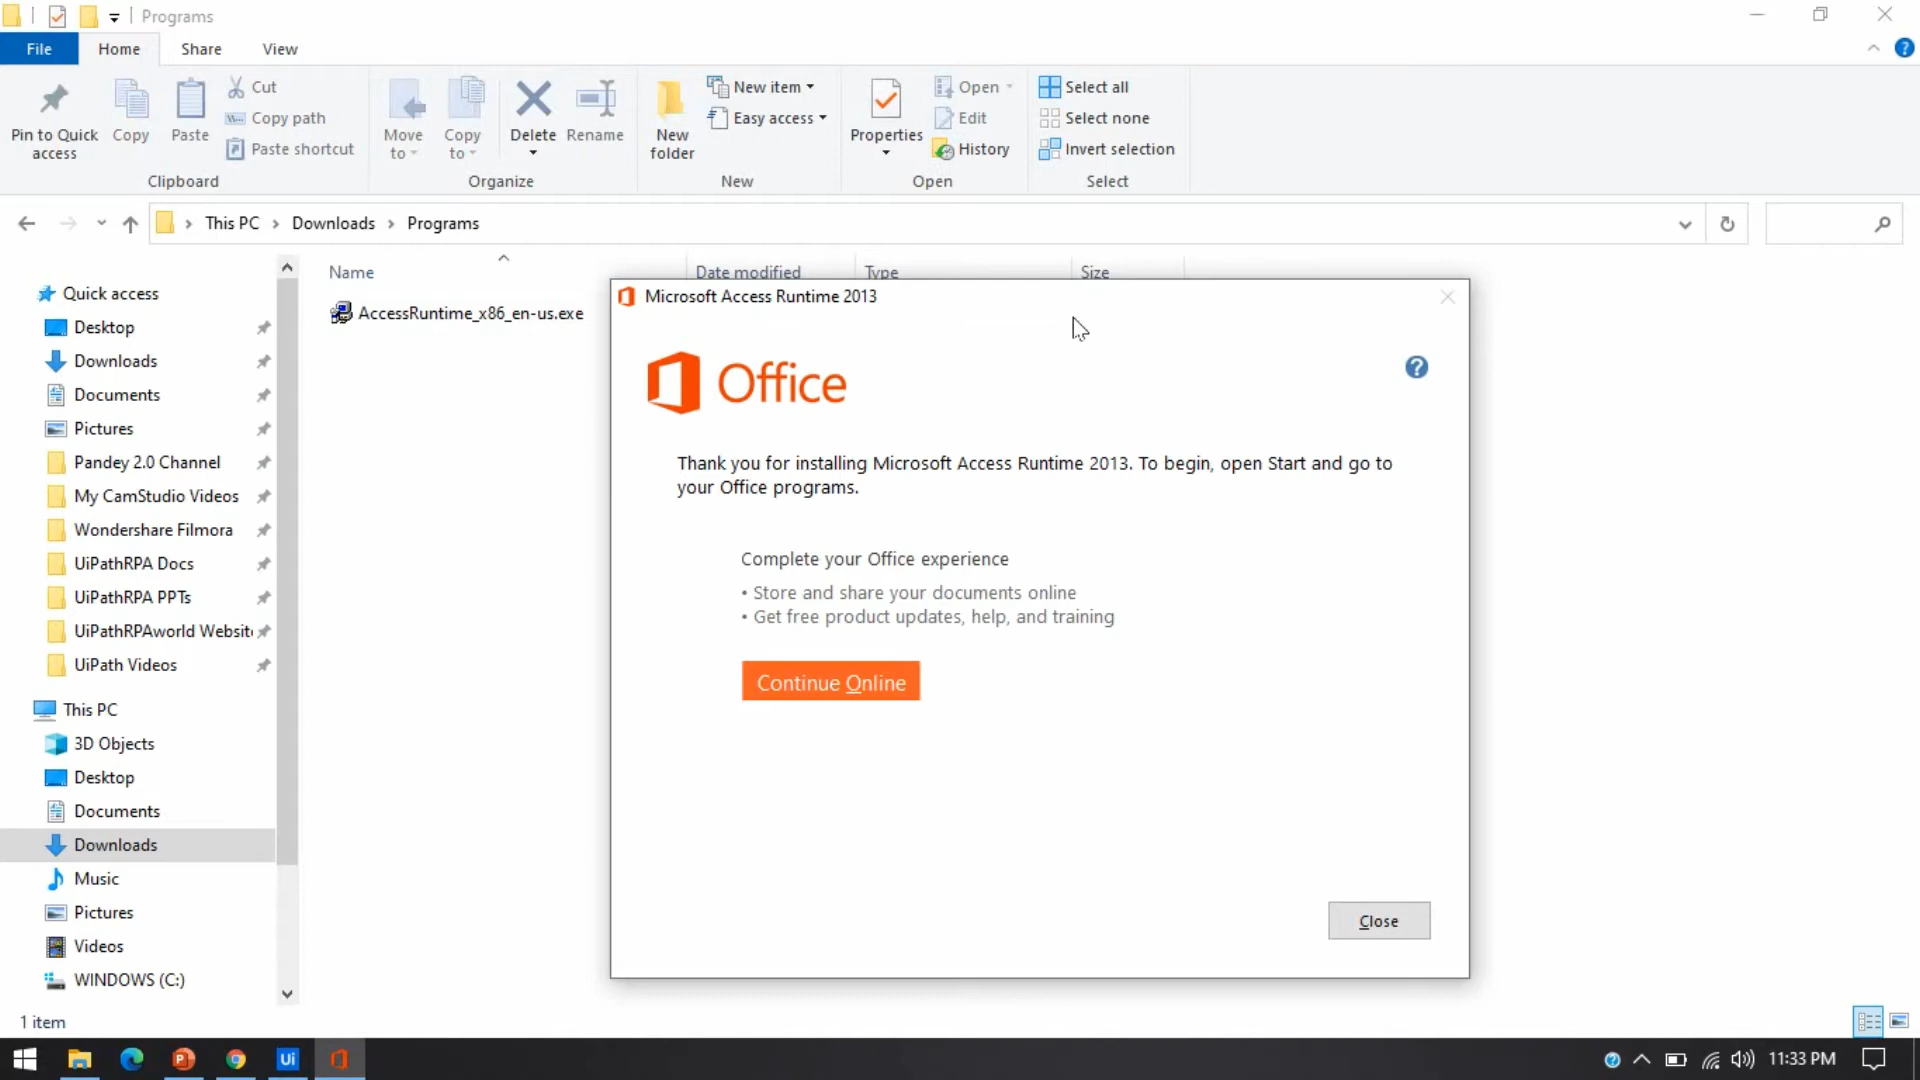 Programs
File
Home
Share
View
Pin to Quick
access
Copy
Paste
Cut
Copy path
Paste shortcut
Clipboard
Move
to
Copy
to
Delete
Rename
Organize
New
folder
New item
Easy access
New
Properties
Open
Edit
History
Open
Select all
Select none
Invert selection
Select
This PC
Downloads
Programs
Name
Date modified
Type
Size
AccessRuntime_x86_en-us.exe
Quick access
Desktop
Downloads
Documents
Pictures
Pandey 2.0 Channel
My CamStudio Videos
Wondershare Filmora
UiPathRPA Docs
UiPathRPA PPTs
UiPathRPAworld Websit
UiPath Videos
This PC
3D Objects
Desktop
Documents
Downloads
Music
Pictures
Videos
WINDOWS (C:)
Microsoft Access Runtime 2013
Office
Thank you for installing Microsoft Access Runtime 2013. To begin, open Start and go to
your Office programs.
Complete your Office experience
• Store and share your documents online
• Get free product updates, help, and training
Continue Online
Close
1 item
Ui
11:33 PM